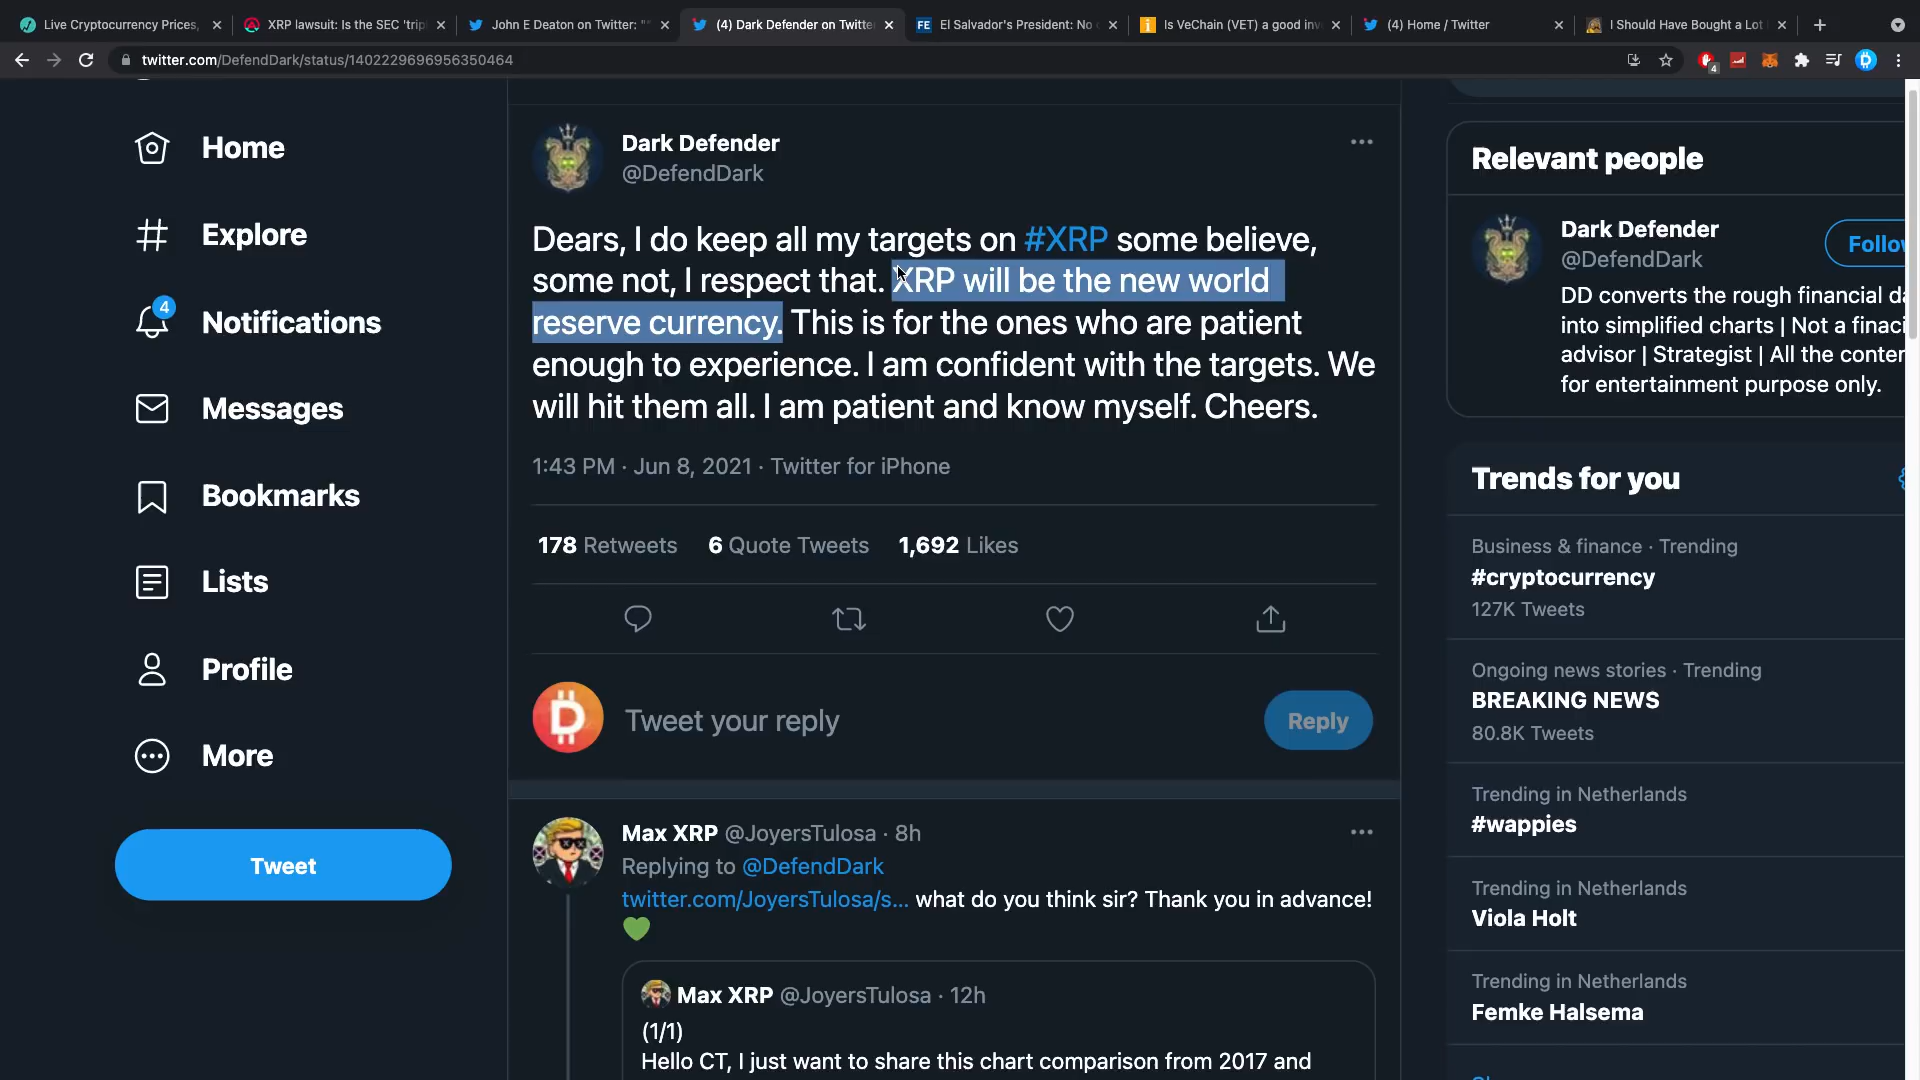 Live Cryptocurrency Prices,
XRP lawsuit: Is the SEC 'trip
John E Deaton on Twitter: "
(4) Dark Defender on Twitte
El Salvador's President: No
Is VeChain (VET) a good inv
(4) Home / Twitter
I Should Have Bought a Lot
twitter.com/DefendDark/status/1402229696956350464
4
Home
Explore
4
Notifications
Messages
Bookmarks
Lists
Profile
More
Tweet
Dark Defender
@DefendDark
Dears, I do keep all my targets on #XRP some believe,
some not, I respect that. XRP will be the new world
reserve currency. This is for the ones who are patient
enough to experience. I am confident with the targets. We
will hit them all. I am patient and know myself. Cheers.
1:43 PM · Jun 8, 2021 · Twitter for iPhone
178 Retweets 6 Quote Tweets 1,692 Likes
Tweet your reply
Reply
Max XRP @JoyersTulosa · 8h
Replying to @DefendDark
twitter.com/JoyersTulosa/s... what do you think sir? Thank you in advance!
Max XRP @JoyersTulosa · 12h
(1/1)
Hello CT, I just want to share this chart comparison from 2017 and
Relevant people
Dark Defender
@DefendDark
Follow
DD converts the rough financial da
into simplified charts | Not a finaci
advisor | Strategist | All the conter
for entertainment purpose only.
Trends for you
Business & finance · Trending
#cryptocurrency
127K Tweets
Ongoing news stories · Trending
BREAKING NEWS
80.8K Tweets
Trending in Netherlands
#wappies
Trending in Netherlands
Viola Holt
Trending in Netherlands
Femke Halsema